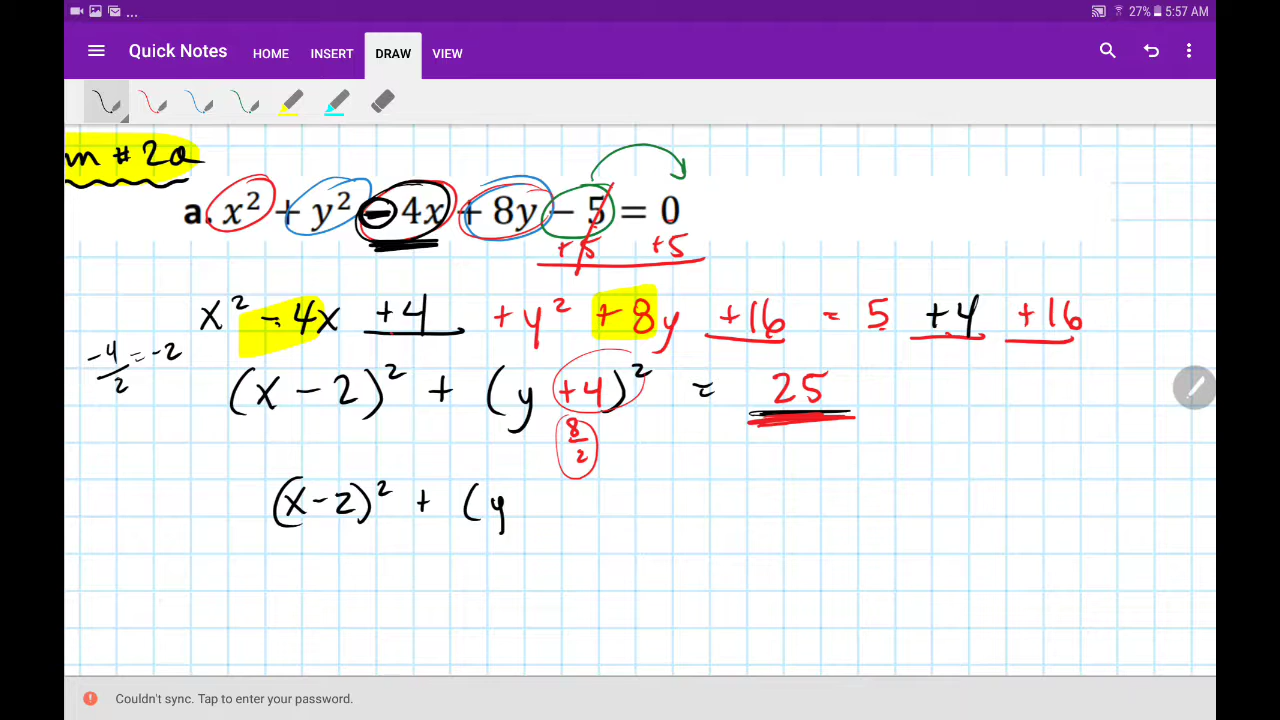 ... 27% 5:57 AM
Quick Notes HOME INSERT DRAW VIEW
m # 2a
a. x² + y² − 4x + 8y − 5 = 0
+5 +5
x² − 4x +4 + y² + 8y +16 = 5 +4 +16
-4/2 = -2
(x − 2)² + (y +4)² = 25
8/2
(x − 2)² + (y
Couldn't sync. Tap to enter your password.